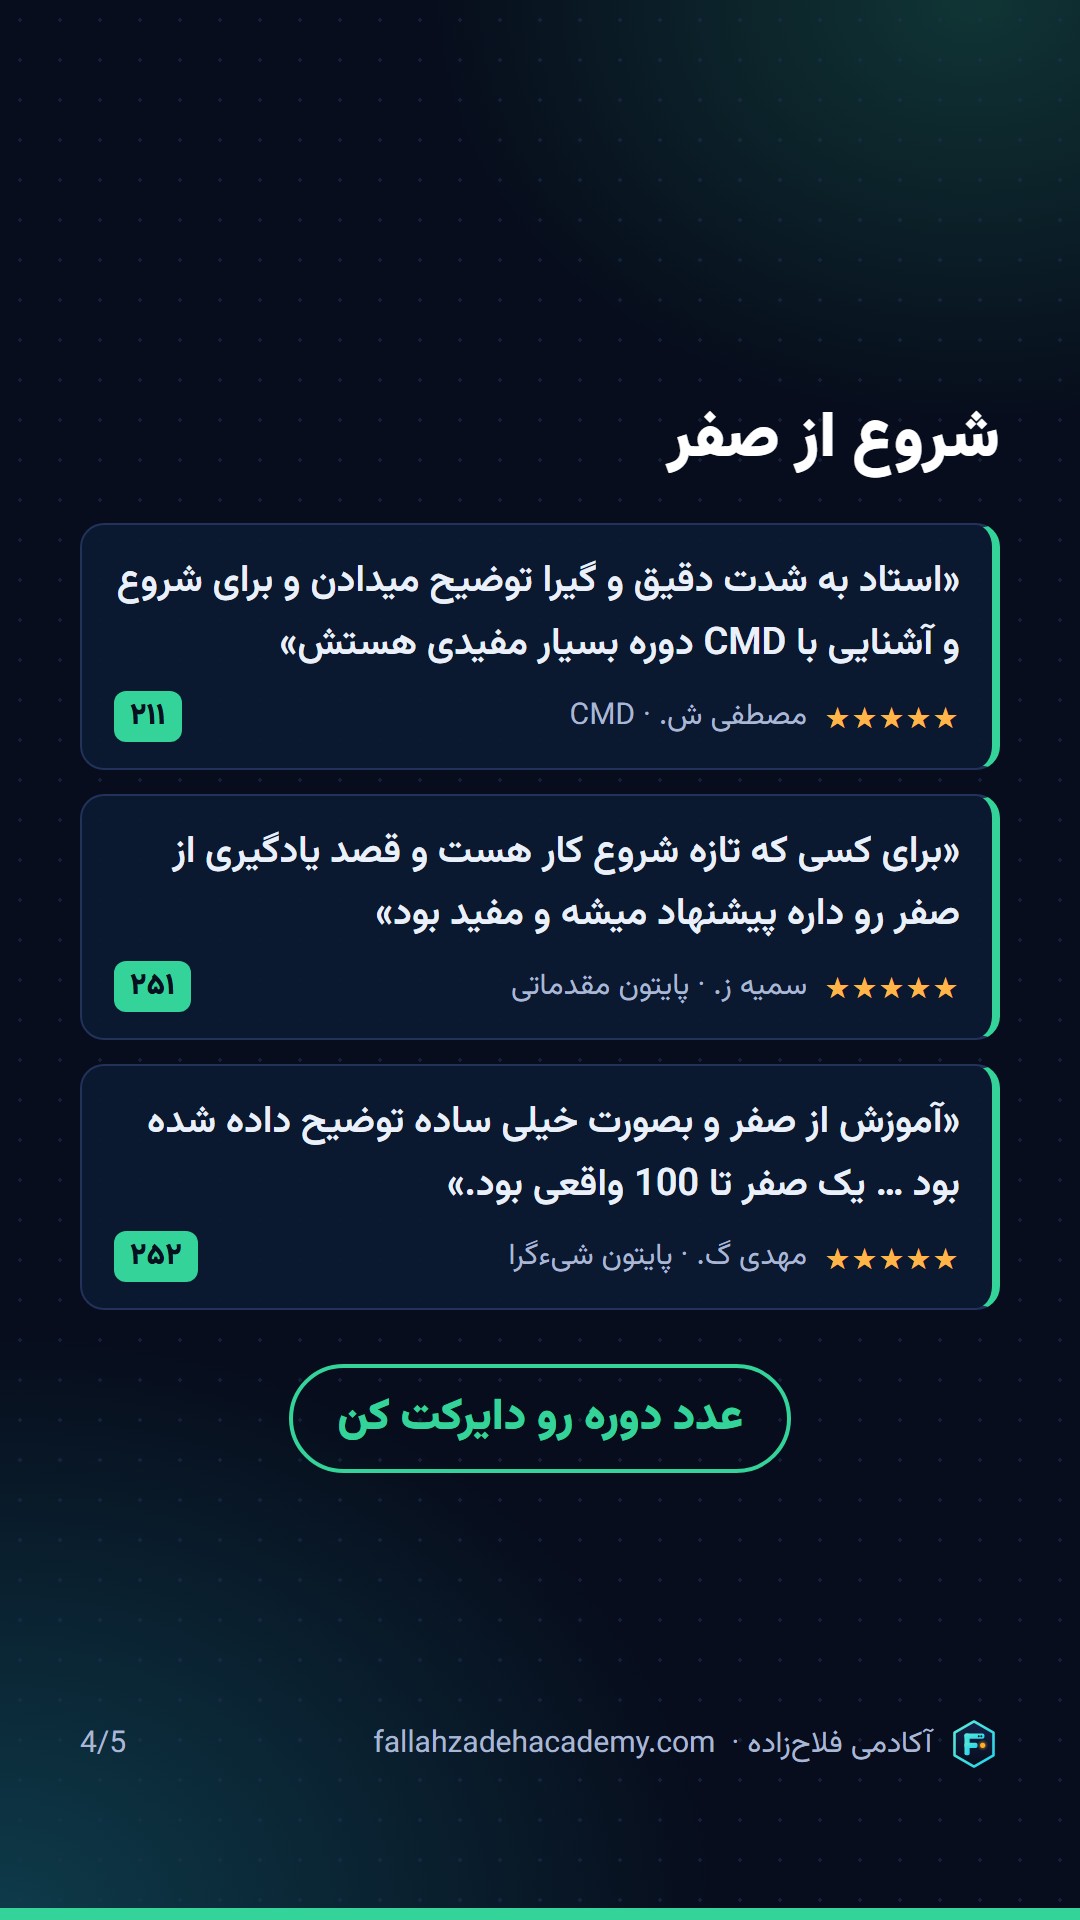 شروع از صفر
«استاد به شدت دقیق و گیرا توضیح میدادن و برای شروع
و آشنایی با CMD دوره بسیار مفیدی هستش»
★★★★★ مصطفی ش. · CMD
۲۱۱
«برای کسی که تازه شروع کار هست و قصد یادگیری از
صفر رو داره پیشنهاد میشه و مفید بود»
★★★★★ سمیه ز. · پایتون مقدماتی
۲۵۱
«آموزش از صفر و بصورت خیلی ساده توضیح داده شده
بود ... یک صفر تا 100 واقعی بود.»
★★★★★ مهدی گ. · پایتون شیءگرا
۲۵۲
عدد دوره رو دایرکت کن
آکادمی فلاح‌زاده · fallahzadehacademy.com
4/5